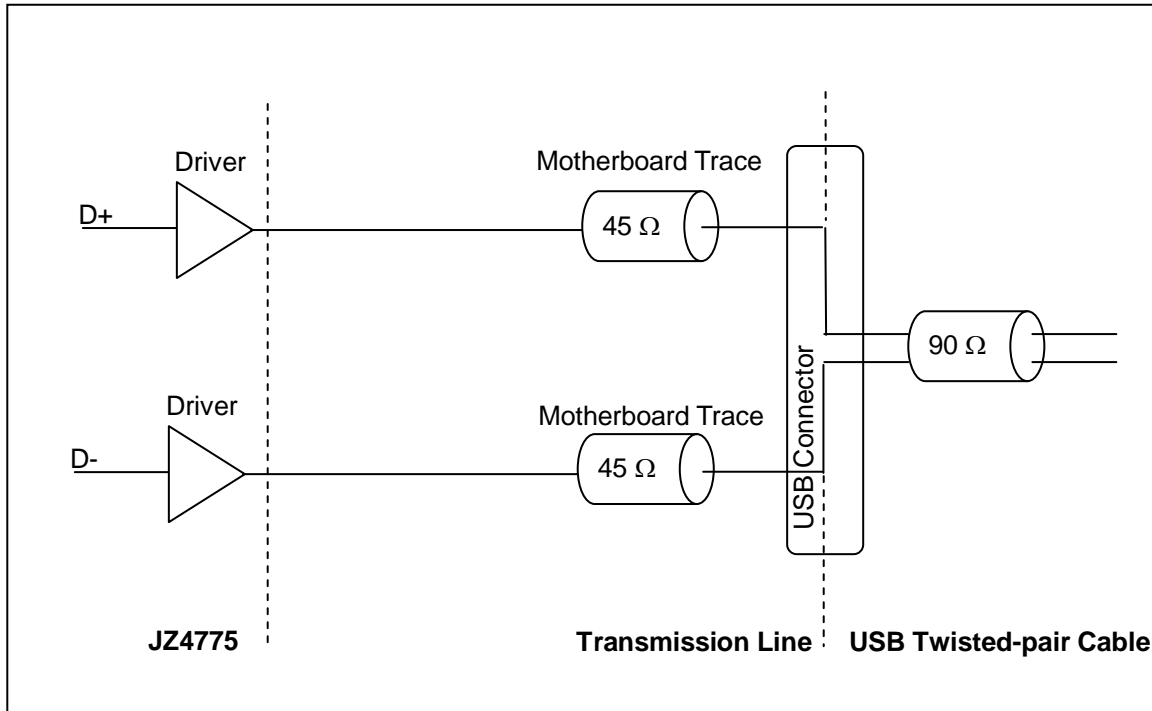 Driver
Motherboard Trace
D+
45 Ω
USB Connector
90 Ω
Driver
Motherboard Trace
D-
45 Ω
JZ4775
Transmission Line
USB Twisted-pair Cable